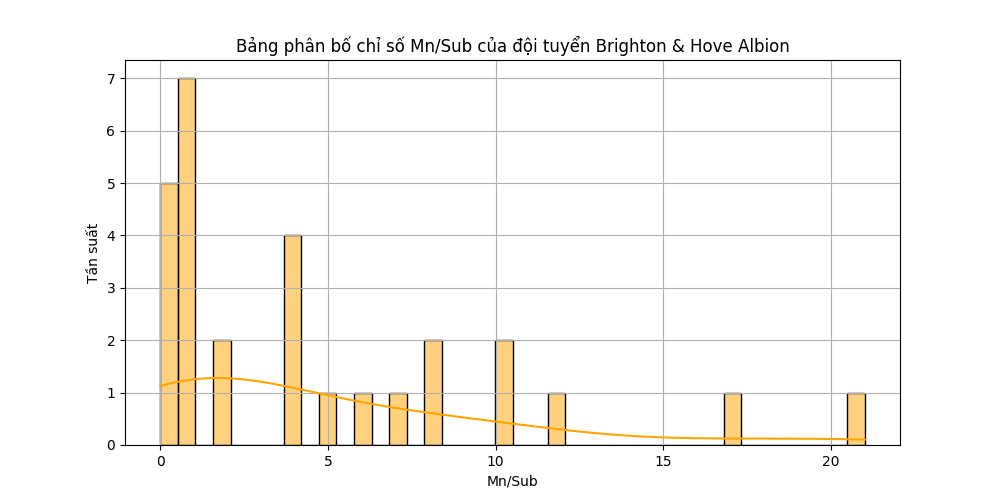 Bảng phân bố chỉ số Mn/Sub của đội tuyển Brighton & Hove Albion
Tần suất
7
6
5
4
3
2
1
0
0 5 10 15 20
Mn/Sub